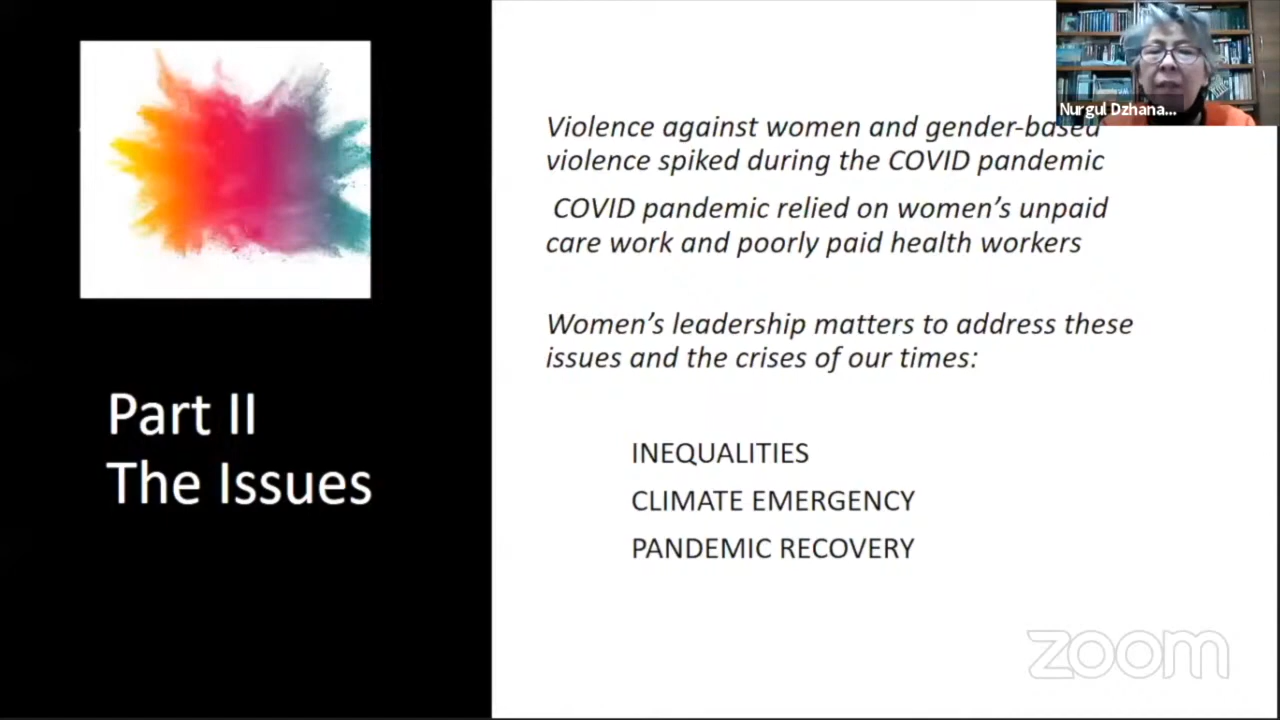 Nurgul Dzhana...
Part II
The Issues
Violence against women and gender-based
violence spiked during the COVID pandemic
COVID pandemic relied on women’s unpaid
care work and poorly paid health workers
Women’s leadership matters to address these
issues and the crises of our times:
INEQUALITIES
CLIMATE EMERGENCY
PANDEMIC RECOVERY
zoom